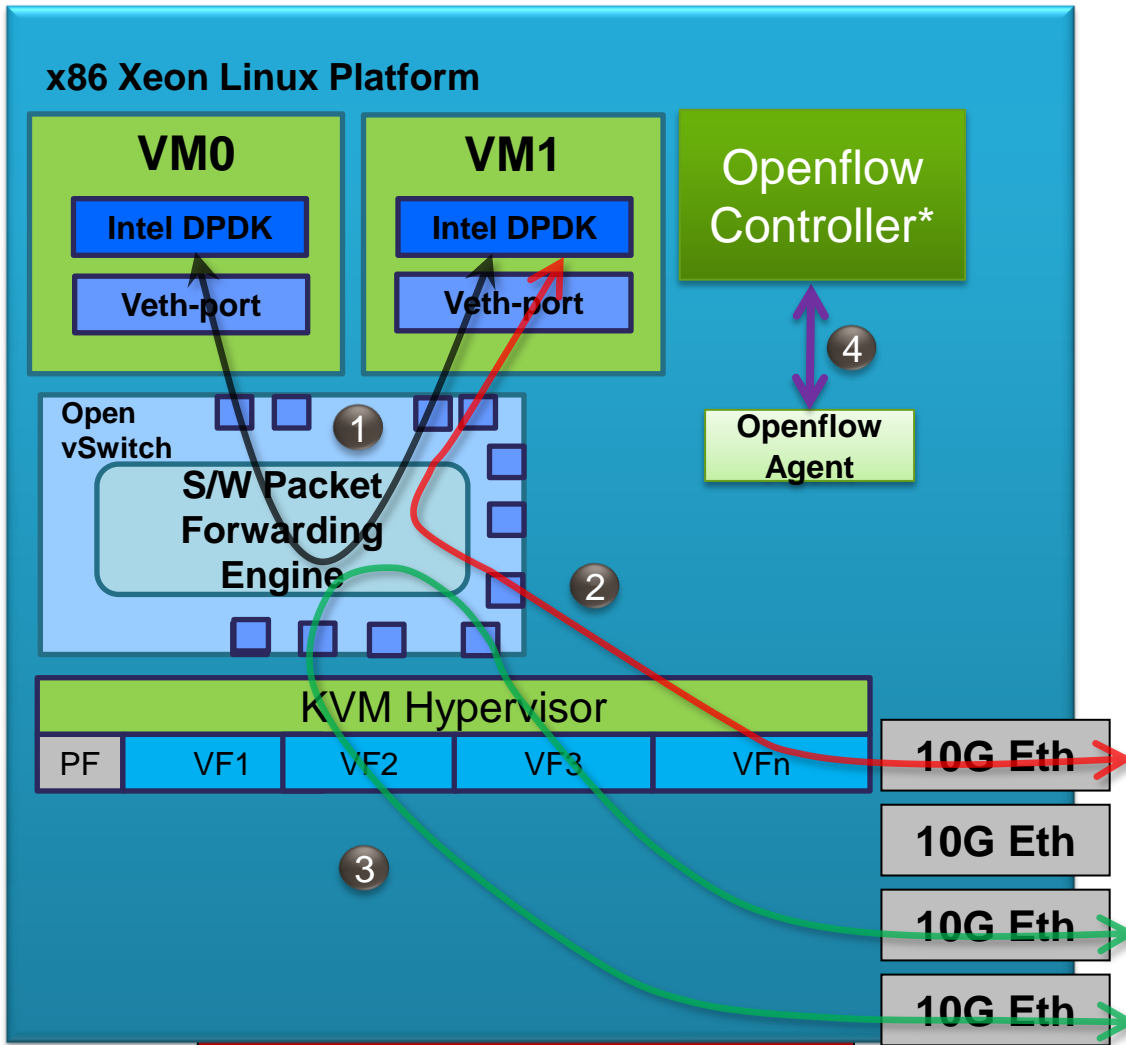 x86 Xeon Linux Platform
VM0
Intel DPDK
Veth-port
VM1
Intel DPDK
Veth-port
Openflow
Controller*
4
Openflow
Agent
Open
vSwitch
1
S/W Packet
Forwarding
Engine
2
KVM Hypervisor
PF
VF1
VF2
VF3
VFn
3
10G Eth
10G Eth
10G Eth
10G Eth